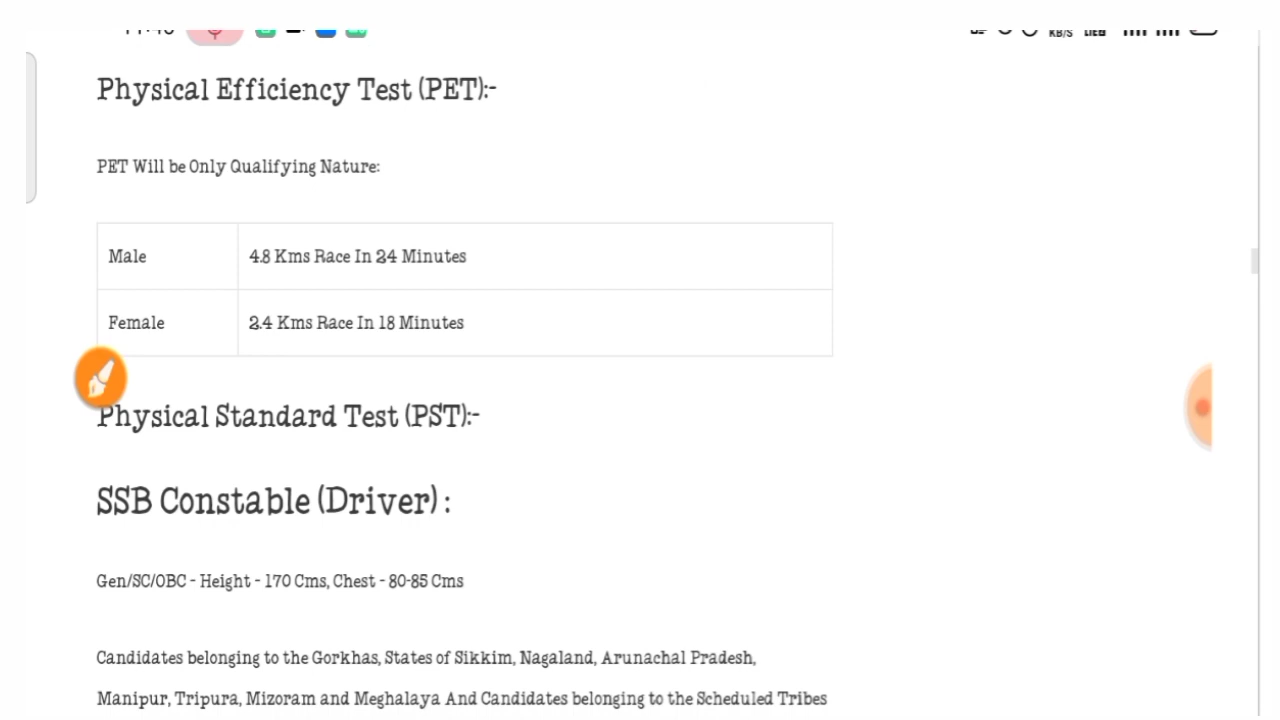 KB/S
Physical Efficiency Test (PET):-
PET Will be Only Qualifying Nature:
Male 4.8 Kms Race In 24 Minutes
Female 2.4 Kms Race In 18 Minutes
Physical Standard Test (PST):-
SSB Constable (Driver) :
Gen/SC/OBC - Height - 170 Cms, Chest - 80-85 Cms
Candidates belonging to the Gorkhas, States of Sikkim, Nagaland, Arunachal Pradesh,
Manipur, Tripura, Mizoram and Meghalaya And Candidates belonging to the Scheduled Tribes